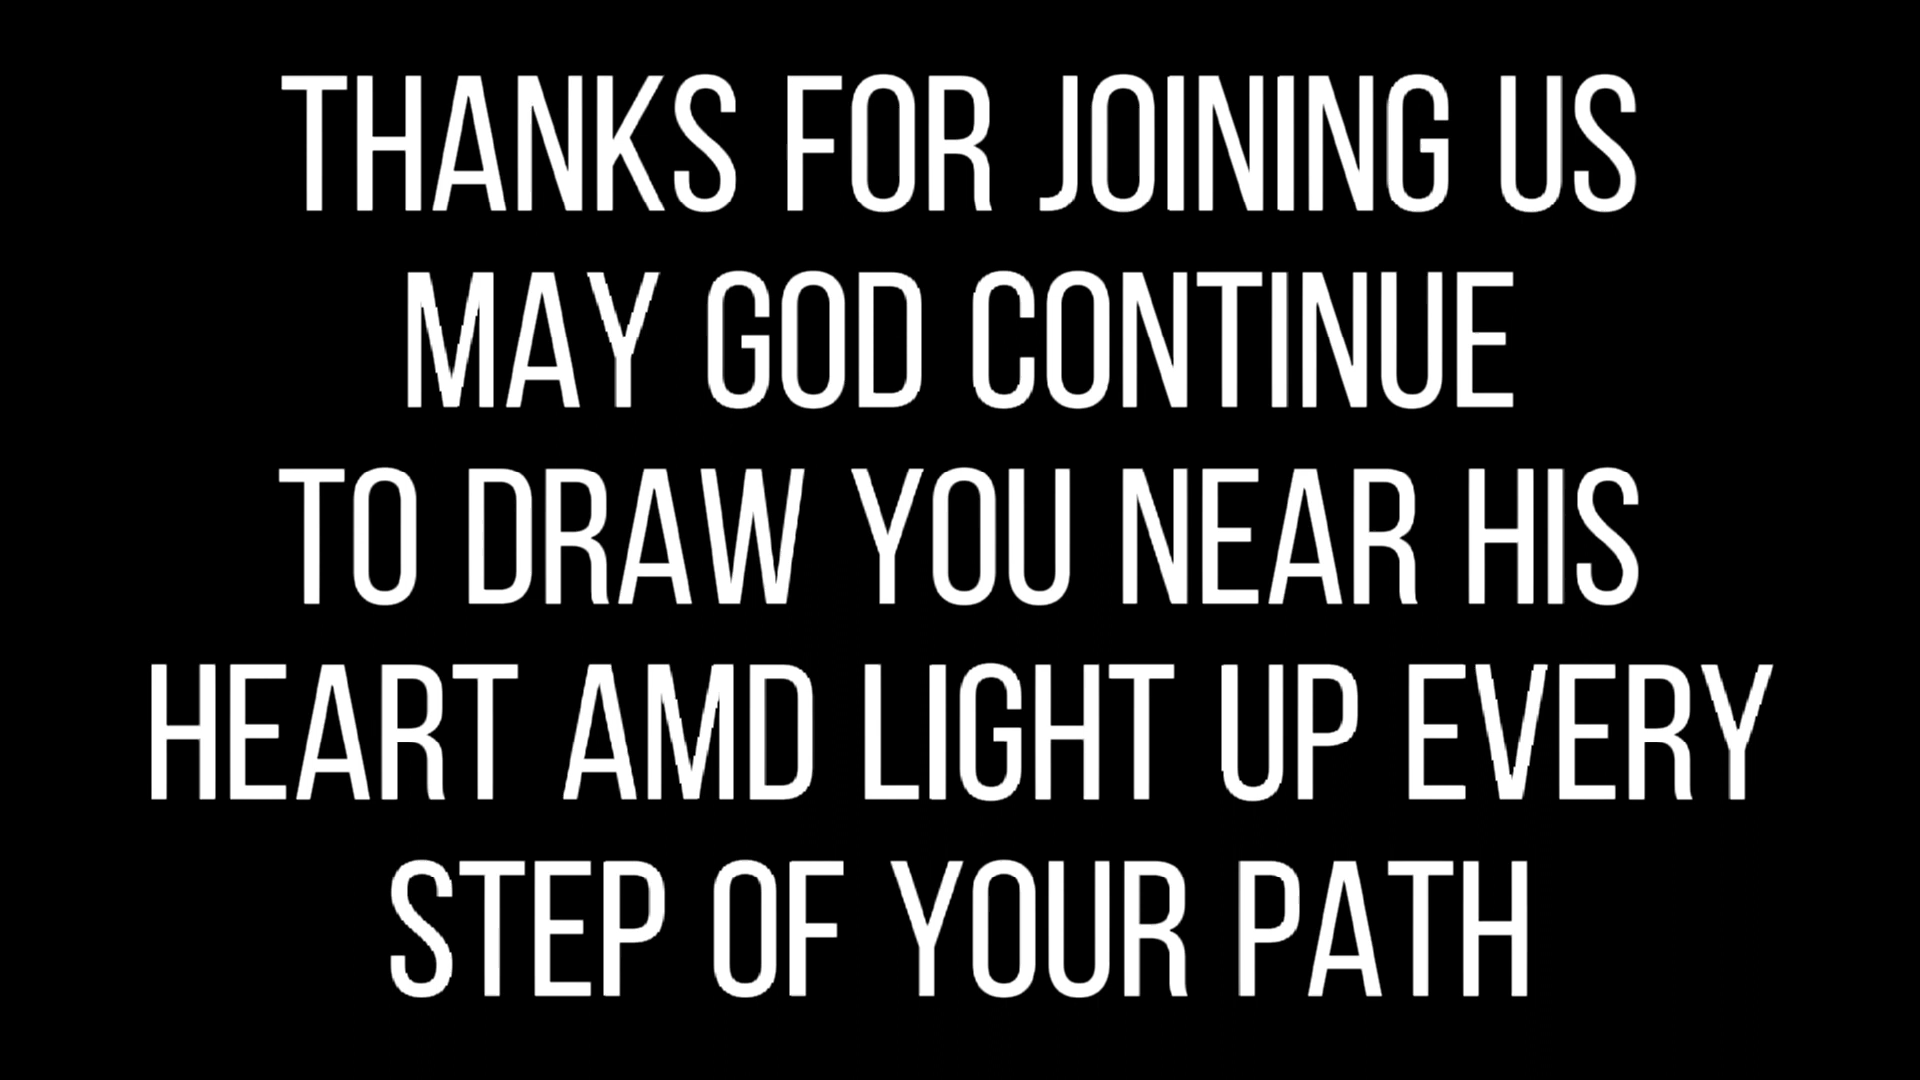 THANKS FOR JOINING US
MAY GOD CONTINUE
TO DRAW YOU NEAR HIS
HEART AMD LIGHT UP EVERY
STEP OF YOUR PATH